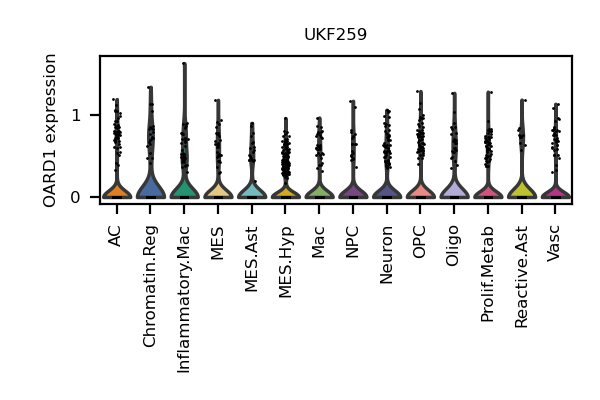 UKF259
OARD1 expression
1
0
AC
Chromatin.Reg
Inflammatory.Mac
MES
MES.Ast
MES.Hyp
Mac
NPC
Neuron
OPC
Oligo
Prolif.Metab
Reactive.Ast
Vasc